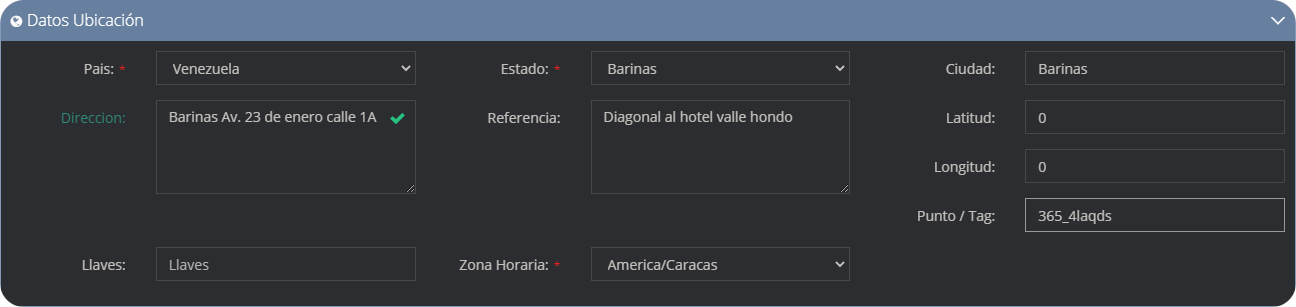 Datos Ubicación
Pais: * Venezuela Estado: * Barinas Ciudad: Barinas
Direccion: Barinas Av. 23 de enero calle 1A Referencia: Diagonal al hotel valle hondo Latitud: 0
Longitud: 0
Punto / Tag: 365_4laqds
Llaves: Llaves Zona Horaria: * America/Caracas